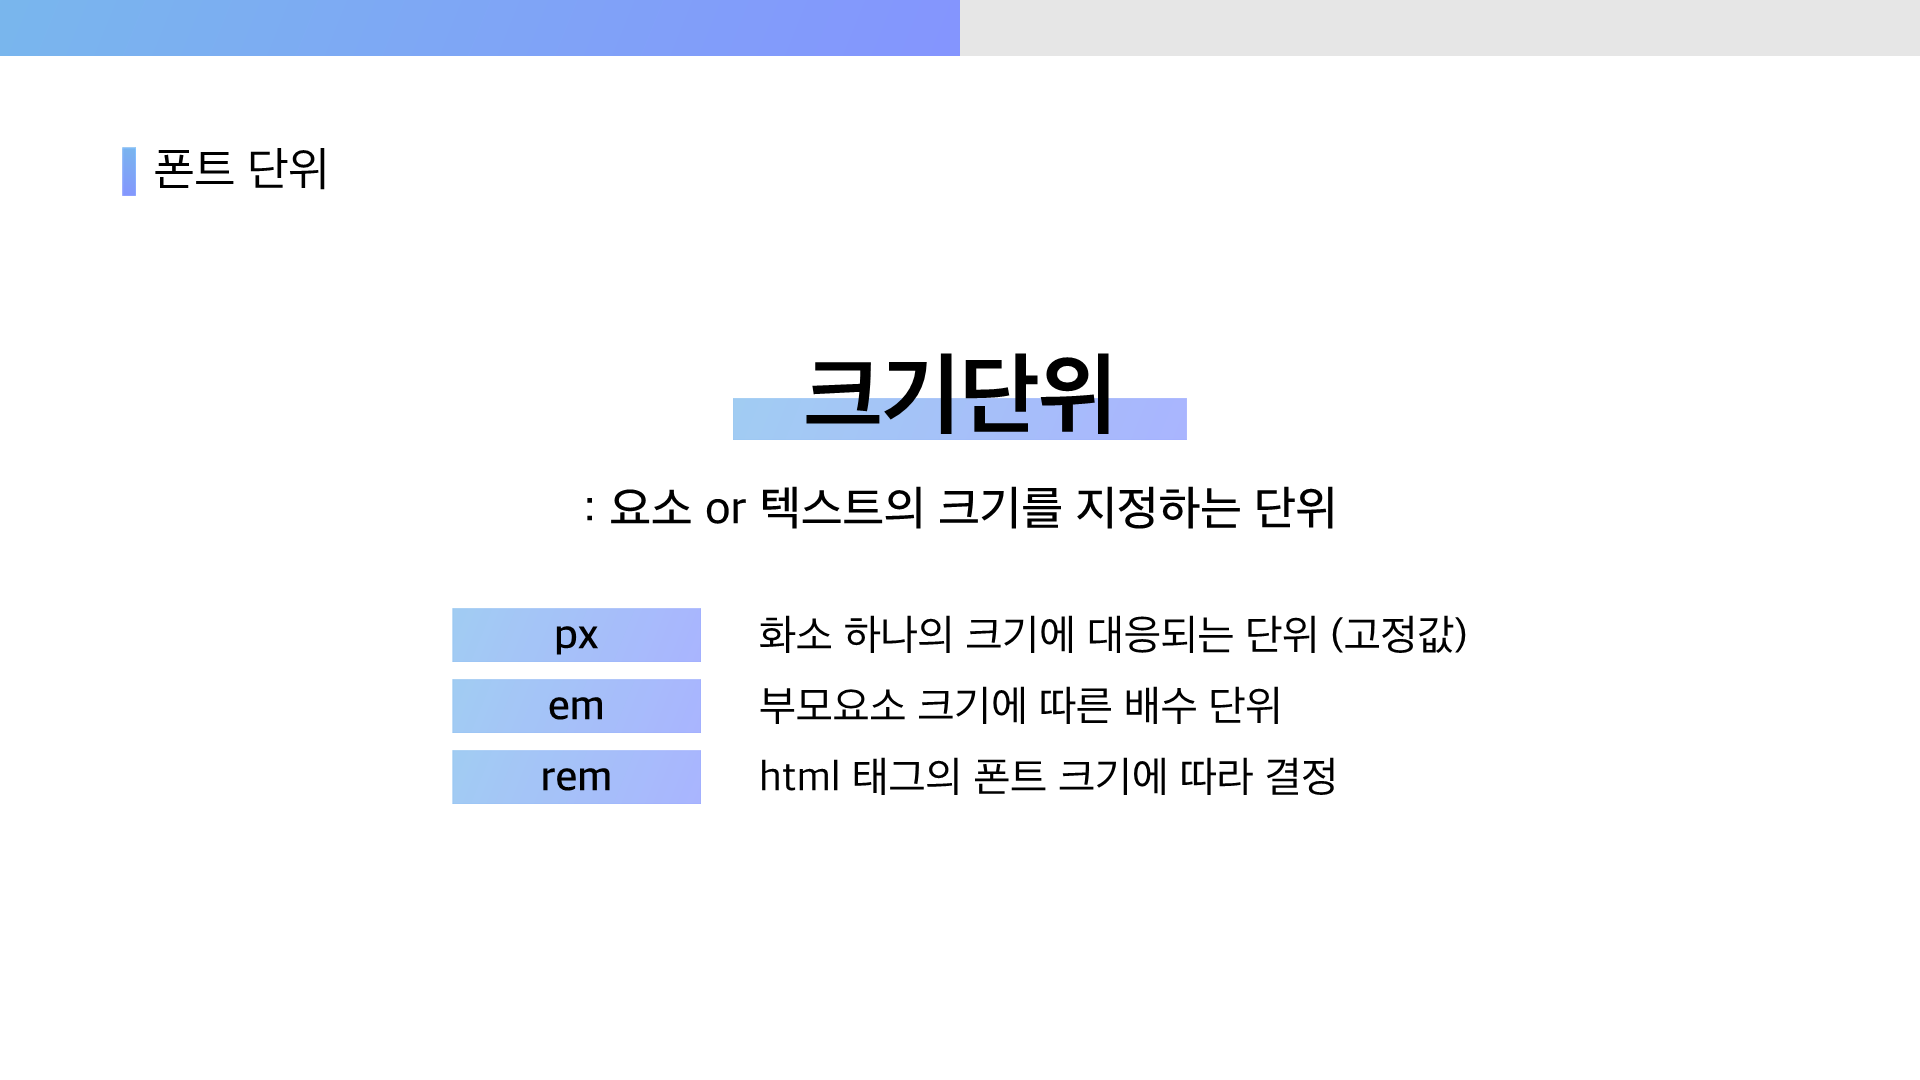 폰트 단위
크기단위
: 요소 or 텍스트의 크기를 지정하는 단위
px 화소 하나의 크기에 대응되는 단위 (고정값)
em 부모요소 크기에 따른 배수 단위
rem html 태그의 폰트 크기에 따라 결정